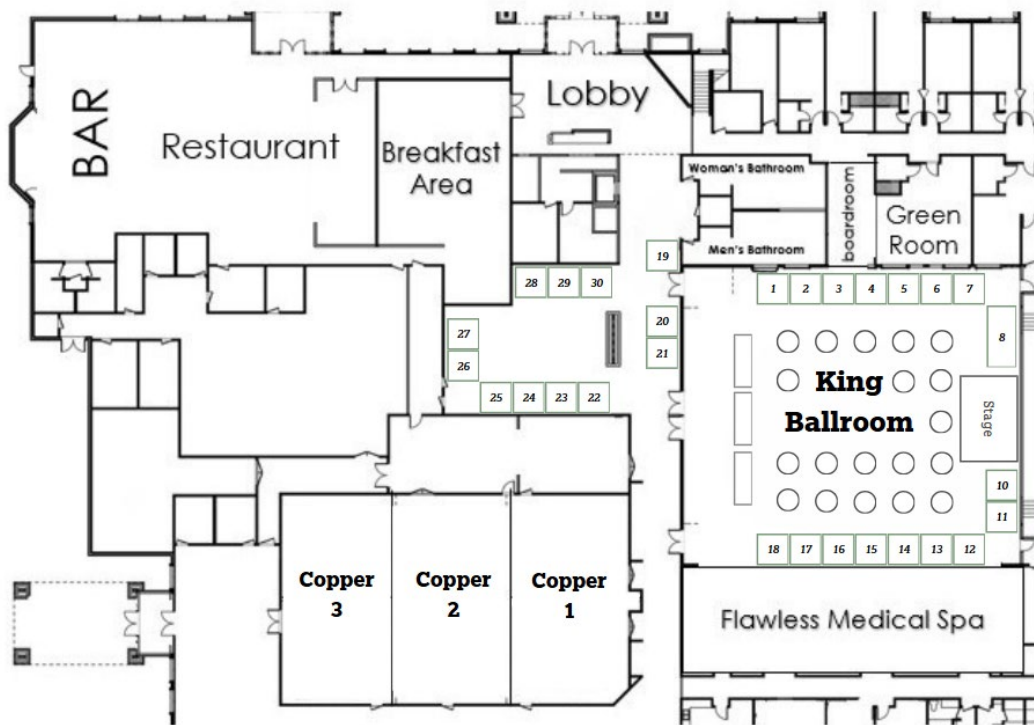 BAR
Restaurant
Breakfast
Area
Lobby
Woman's Bathroom
Men's Bathroom
boardroom
Green
Room
19
28 29 30
1 2 3 4 5 6 7
20
21
27
26
8
25 24 23 22
King
Ballroom
Stage
10
11
18 17 16 15 14 13 12
Copper
3
Copper
2
Copper
1
Flawless Medical Spa